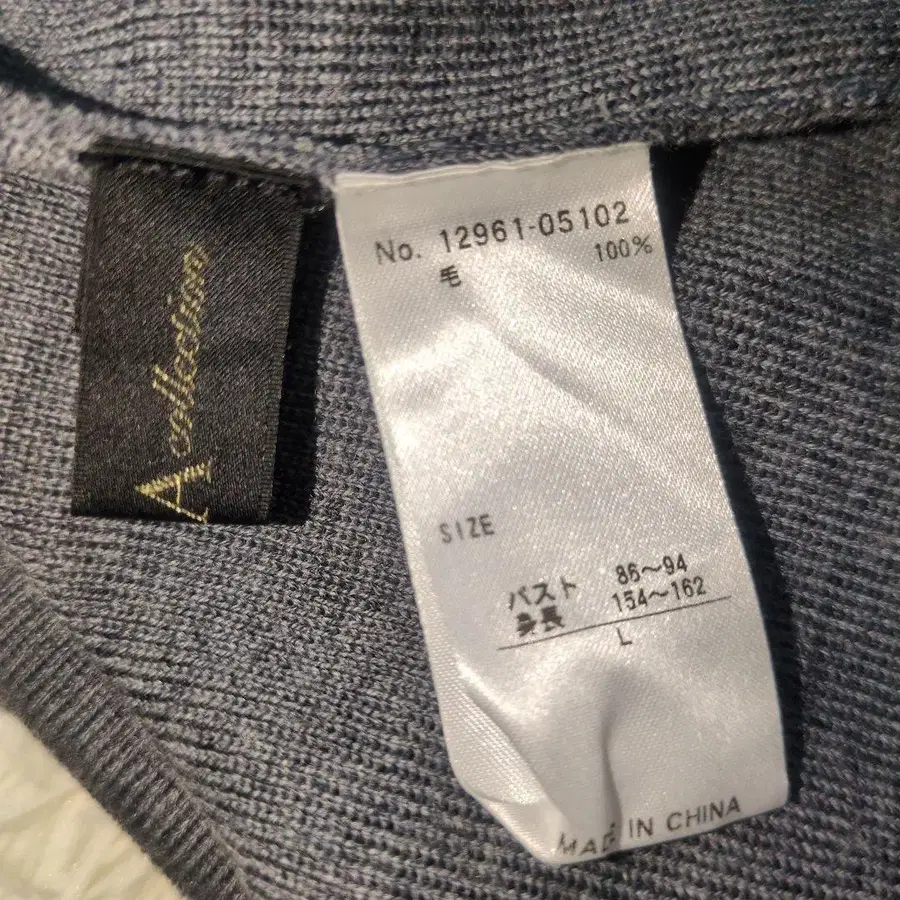 A collection
No. 12961-05102
毛 100%
SIZE
バスト 86～94
身長 154～162
L
MADE IN CHINA